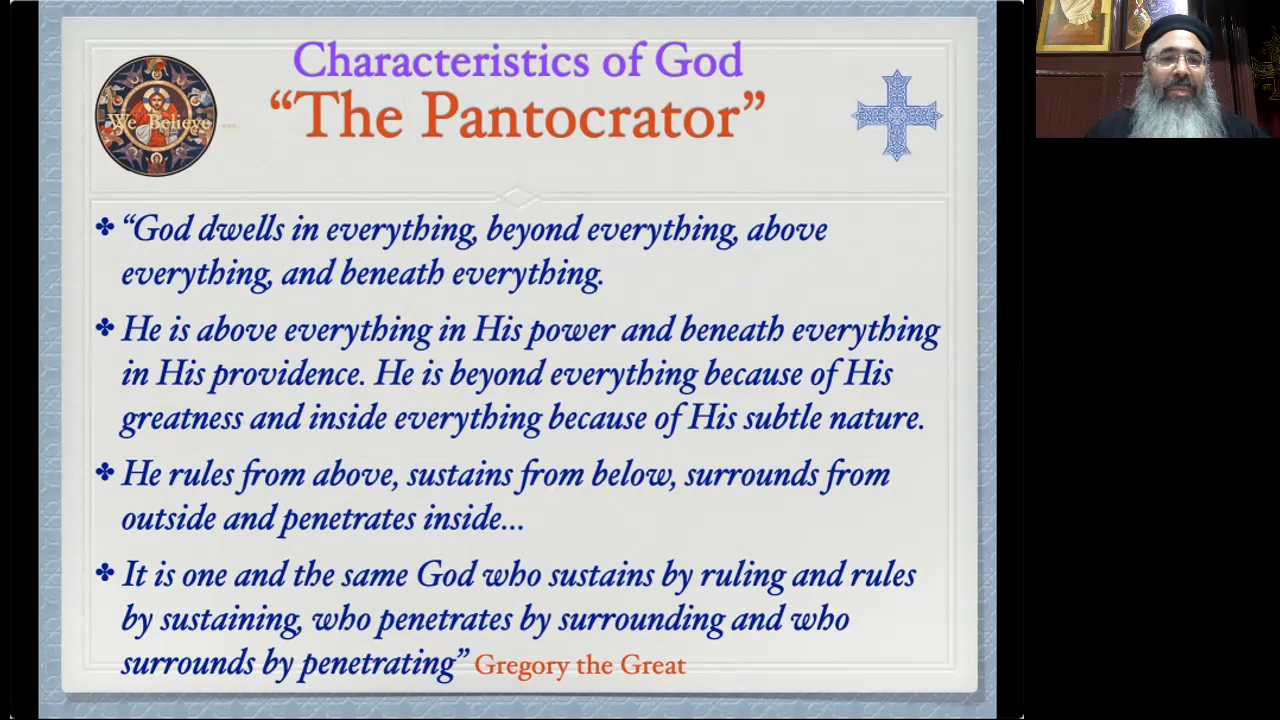 Characteristics of God
“The Pantocrator”
We Believe ...
“God dwells in everything, beyond everything, above
everything, and beneath everything.
He is above everything in His power and beneath everything
in His providence. He is beyond everything because of His
greatness and inside everything because of His subtle nature.
He rules from above, sustains from below, surrounds from
outside and penetrates inside...
It is one and the same God who sustains by ruling and rules
by sustaining, who penetrates by surrounding and who
surrounds by penetrating” Gregory the Great